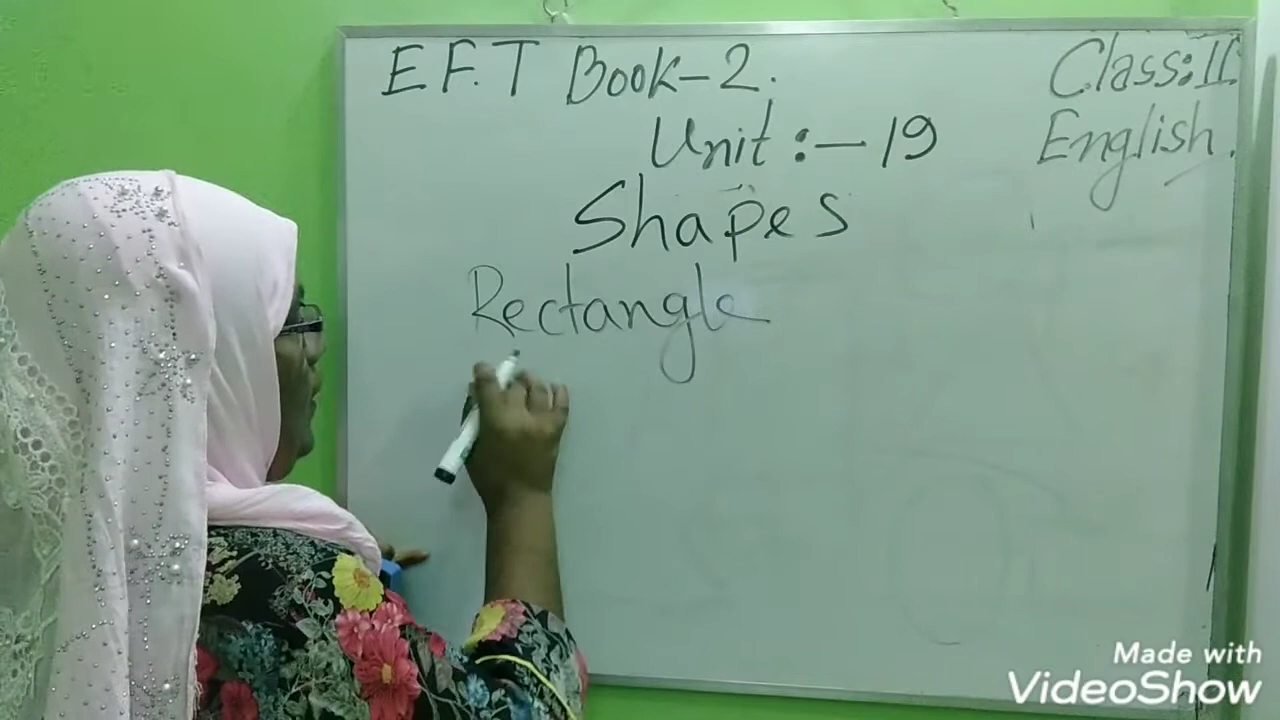 E.F.T Book-2.
Class:II
English.
Unit :- 19
Shapes
Rectangle
Made with
VideoShow